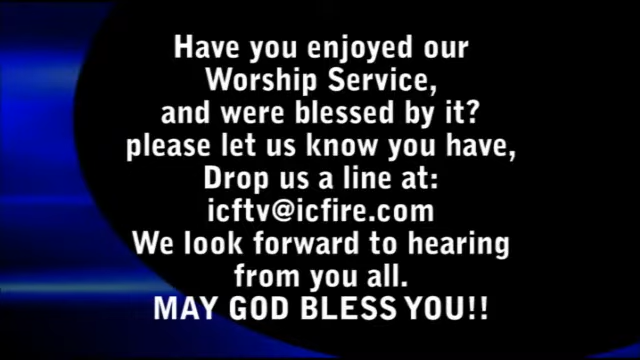 Have you enjoyed our
Worship Service,
and were blessed by it?
please let us know you have,
Drop us a line at:
icftv@icfire.com
We look forward to hearing
from you all.
MAY GOD BLESS YOU!!